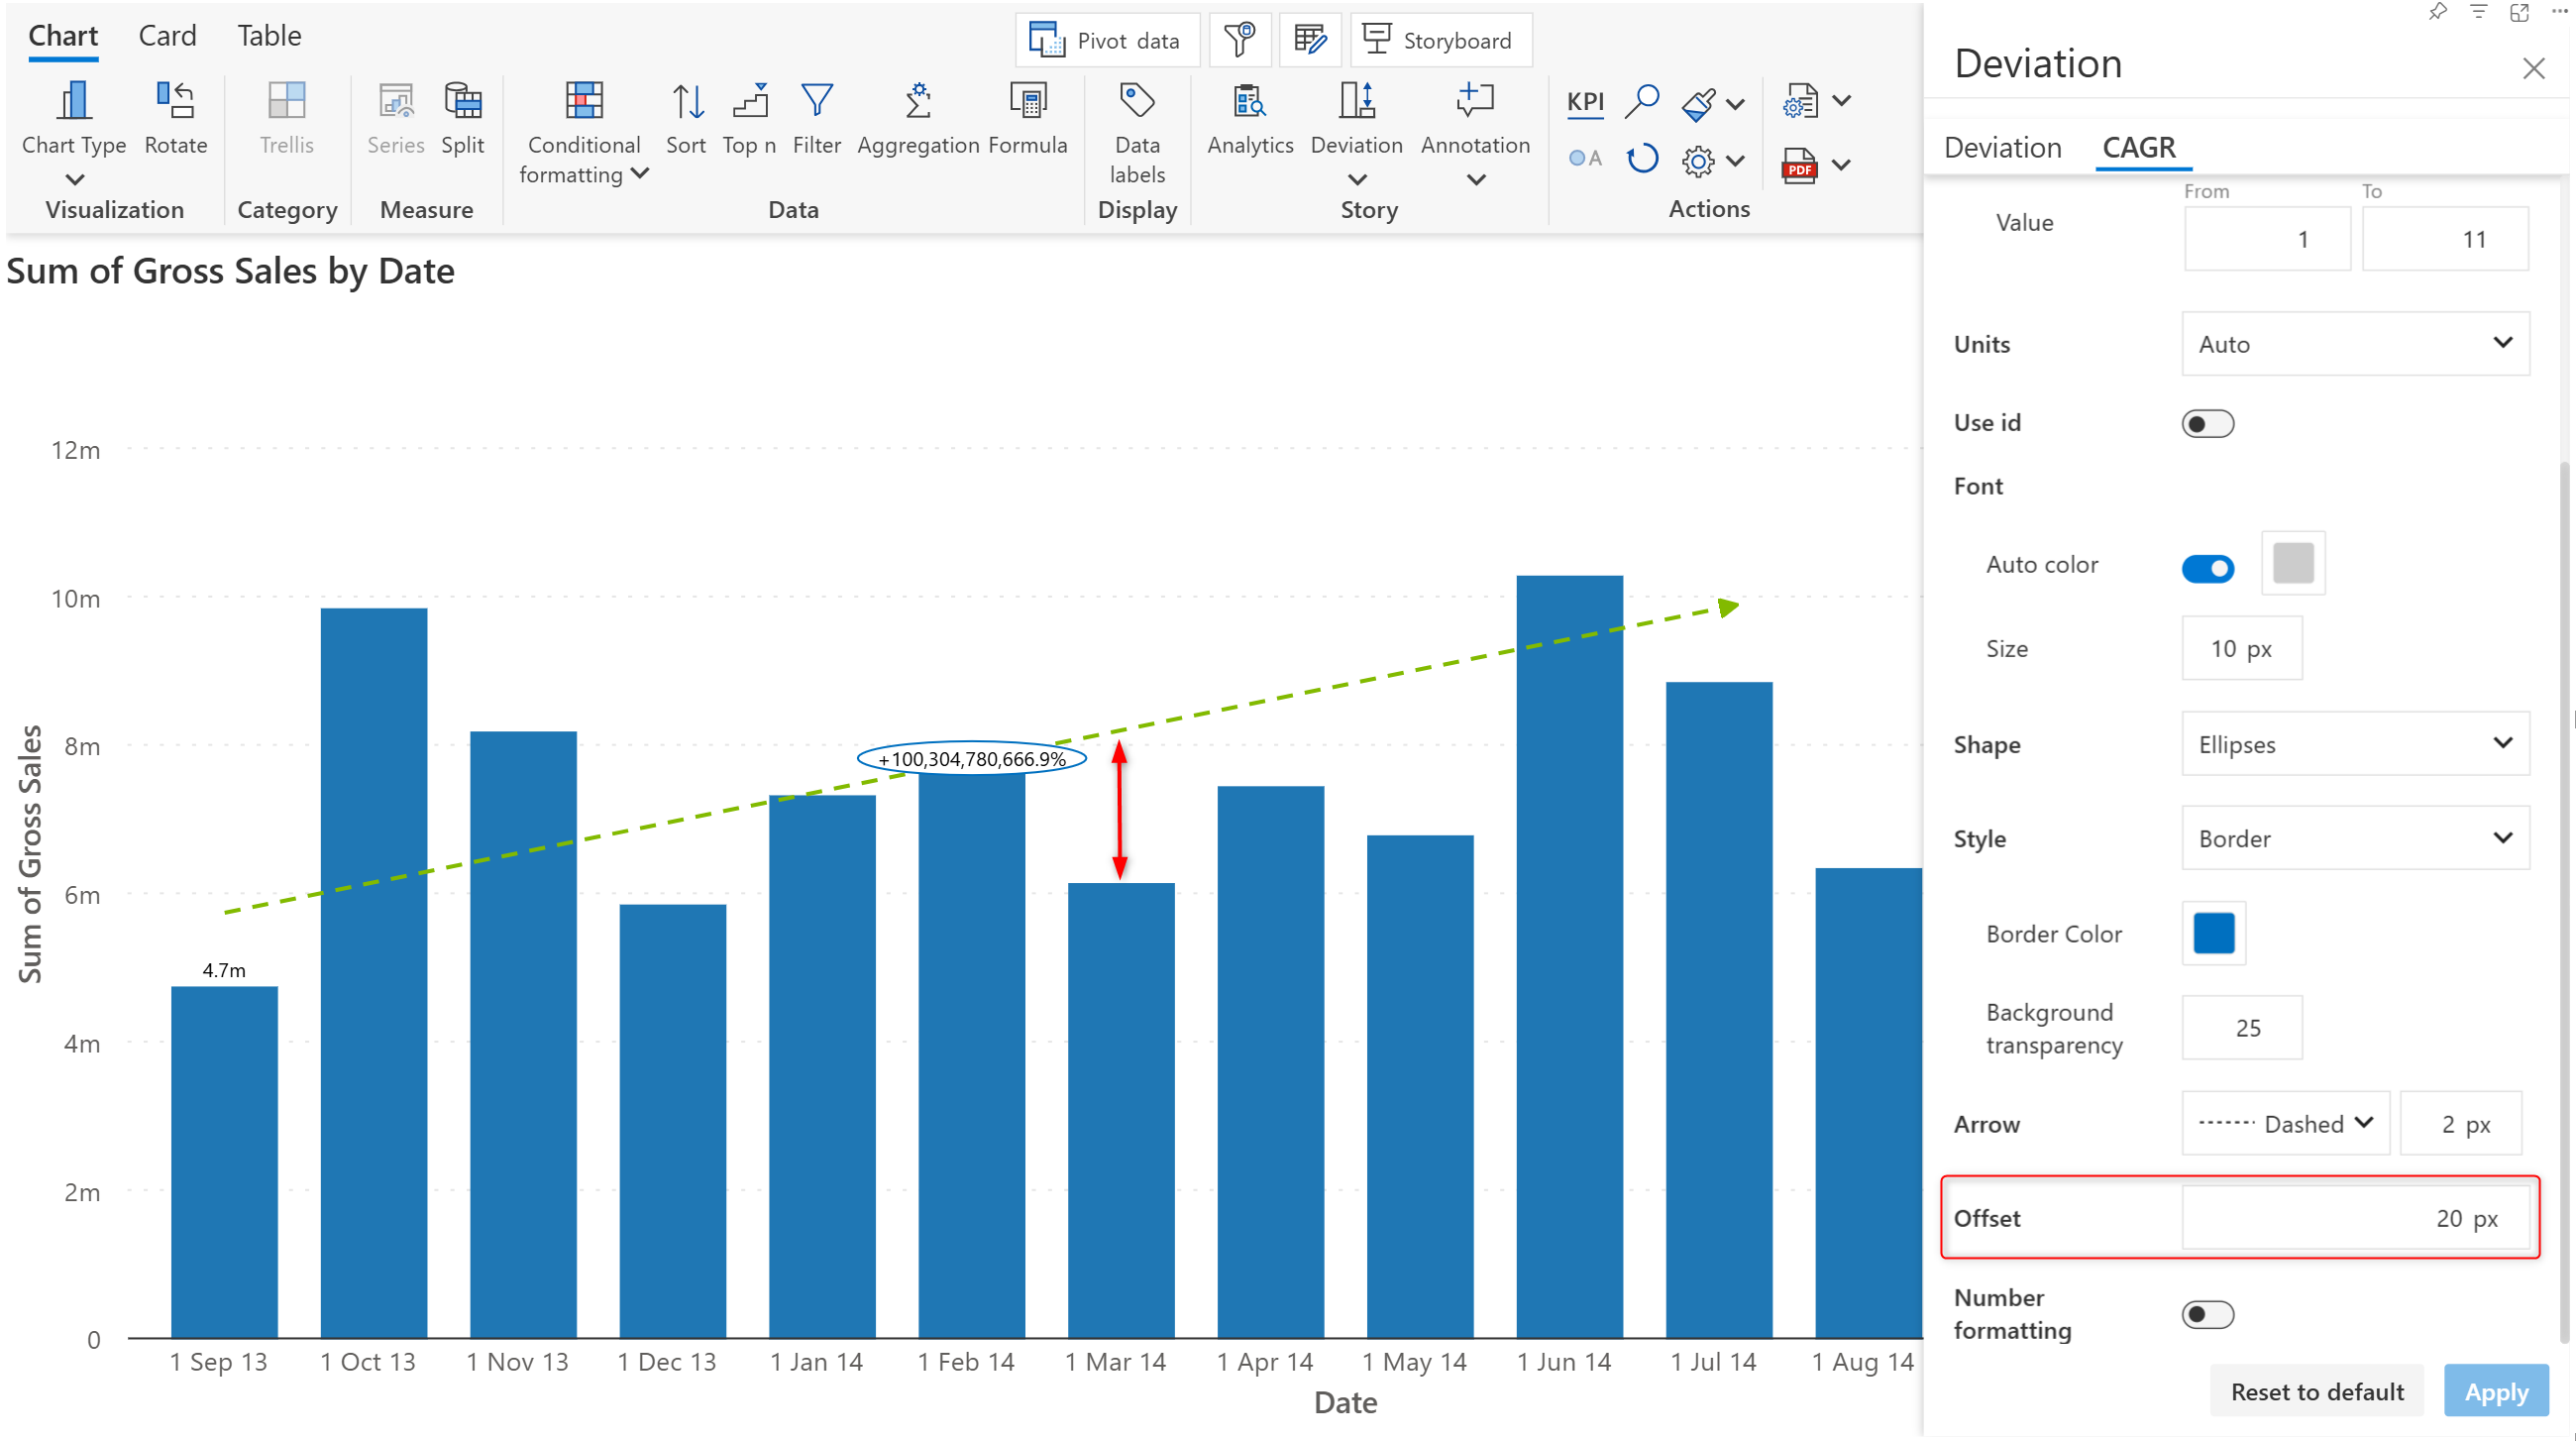 Chart Card Table
Pivot data
Storyboard
Chart Type
Rotate
Visualization
Trellis
Category
Series
Split
Measure
Conditional
formatting
Sort
Top n
Filter
Aggregation
Formula
Data
Data
labels
Display
Analytics
Deviation
Annotation
Story
KPI
A
PDF
Actions
Sum of Gross Sales by Date
Sum of Gross Sales
12m
10m
8m
6m
4m
2m
0
4.7m
+100,304,780,666.9%
1 Sep 13
1 Oct 13
1 Nov 13
1 Dec 13
1 Jan 14
1 Feb 14
1 Mar 14
1 Apr 14
1 May 14
1 Jun 14
1 Jul 14
1 Aug 14
Date
Deviation
Deviation CAGR
From To
Value 1 11
Units Auto
Use id
Font
Auto color
Size 10 px
Shape Ellipses
Style Border
Border Color
Background
transparency 25
Arrow Dashed 2 px
Offset 20 px
Number
formatting
Reset to default Apply